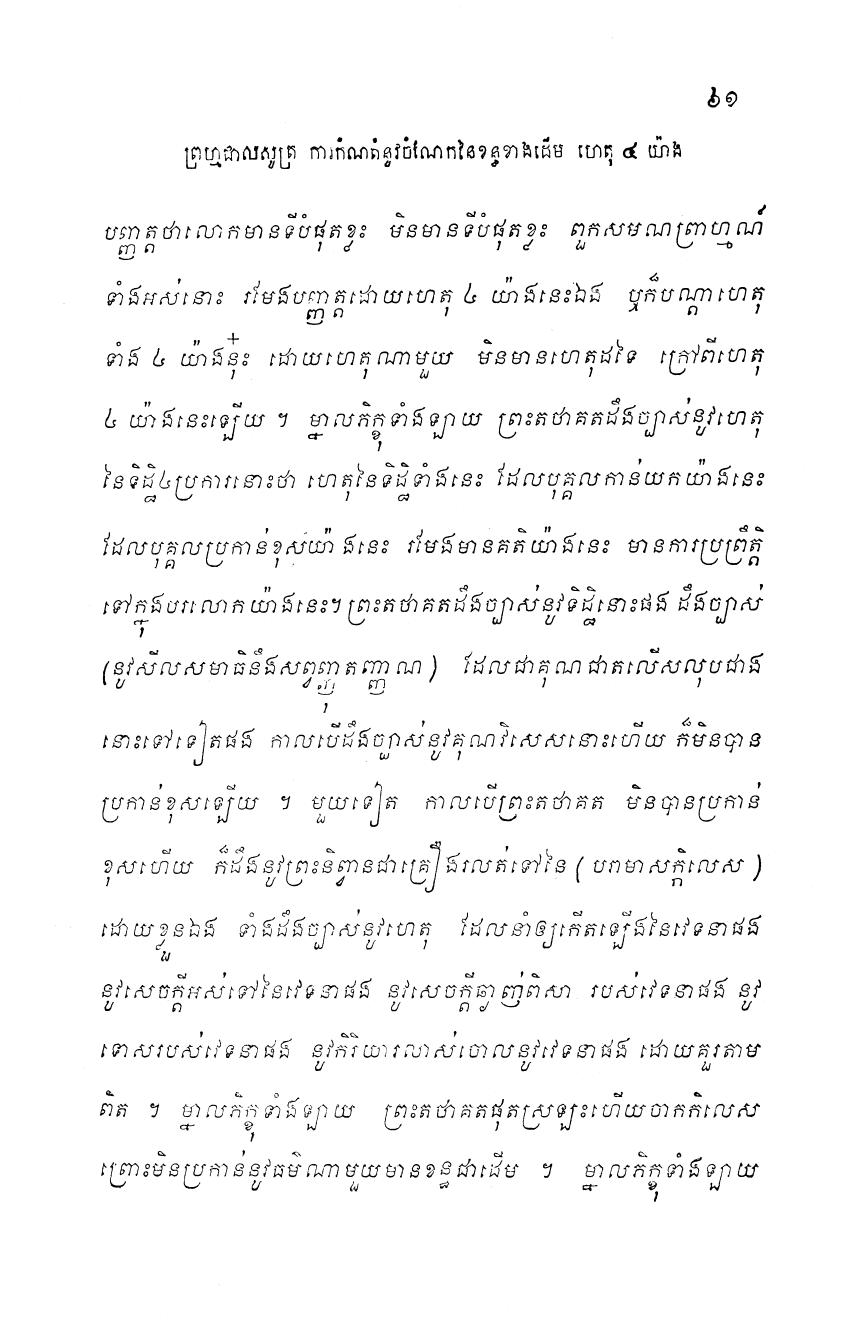 ៦១
ព្រហ្មជាលសូត្រ ការកំណត់នូវចំណែកនៃខន្ធខាងដើម ហេតុ ៤ យ៉ាង
បញ្ញត្តថាលោកមានទីបំផុតខ្លះ មិនមានទីបំផុតខ្លះ ពួកសមណព្រាហ្មណ៍
ទាំងអស់នោះ រមែងបញ្ញត្តដោយហេតុ ៤ យ៉ាងនេះឯង ឬក៏បណ្តាហេតុ
ទាំង ៤ យ៉ាងនុ៎ះ ដោយហេតុណាមួយ មិនមានហេតុដទៃ ក្រៅពីហេតុ
៤ យ៉ាងនេះឡើយ ។ ម្នាលភិក្ខុទាំងឡាយ ព្រះតថាគតដឹងច្បាស់នូវហេតុ
នៃទិដ្ឋិ៤ប្រការនោះថា ហេតុនៃទិដ្ឋិទាំងនេះ ដែលបុគ្គលកាន់យកយ៉ាងនេះ
ដែលបុគ្គលប្រកាន់ខុសយ៉ាងនេះ រមែងមានគតិយ៉ាងនេះ មានការប្រព្រឹត្តិ
ទៅក្នុងបរលោកយ៉ាងនេះ។ ព្រះតថាគតដឹងច្បាស់នូវទិដ្ឋិនោះផង ដឹងច្បាស់
(នូវសីលសមាធិនឹងសព្វញ្ញុតញ្ញាណ) ដែលជាគុណជាតលើសលុបជាង
នោះទៅទៀតផង កាលបើដឹងច្បាស់នូវគុណវិសេសនោះហើយ ក៏មិនបាន
ប្រកាន់ខុសឡើយ ។ មួយទៀត កាលបើព្រះតថាគត មិនបានប្រកាន់
ខុសហើយ ក៏ដឹងនូវព្រះនិព្វានជាគ្រឿងរលត់ទៅនៃ (បរាមាសក្កិលេស)
ដោយខ្លួនឯង ទាំងដឹងច្បាស់នូវហេតុ ដែលនាំឲ្យកើតឡើងនៃវេទនាផង
នូវសេចក្តីអស់ទៅនៃវេទនាផង នូវសេចក្តីឆ្ងាញ់ពិសា របស់វេទនាផង នូវ
ទោសរបស់វេទនាផង នូវកិរិយារលាស់ចោលនូវវេទនាផង ដោយគួរតាម
ពិត ។ ម្នាលភិក្ខុទាំងឡាយ ព្រះតថាគតផុតស្រឡះហើយចាកកិលេស
ព្រោះមិនប្រកាន់នូវធម៌ណាមួយមានខន្ធជាដើម ។ ម្នាលភិក្ខុទាំងឡាយ